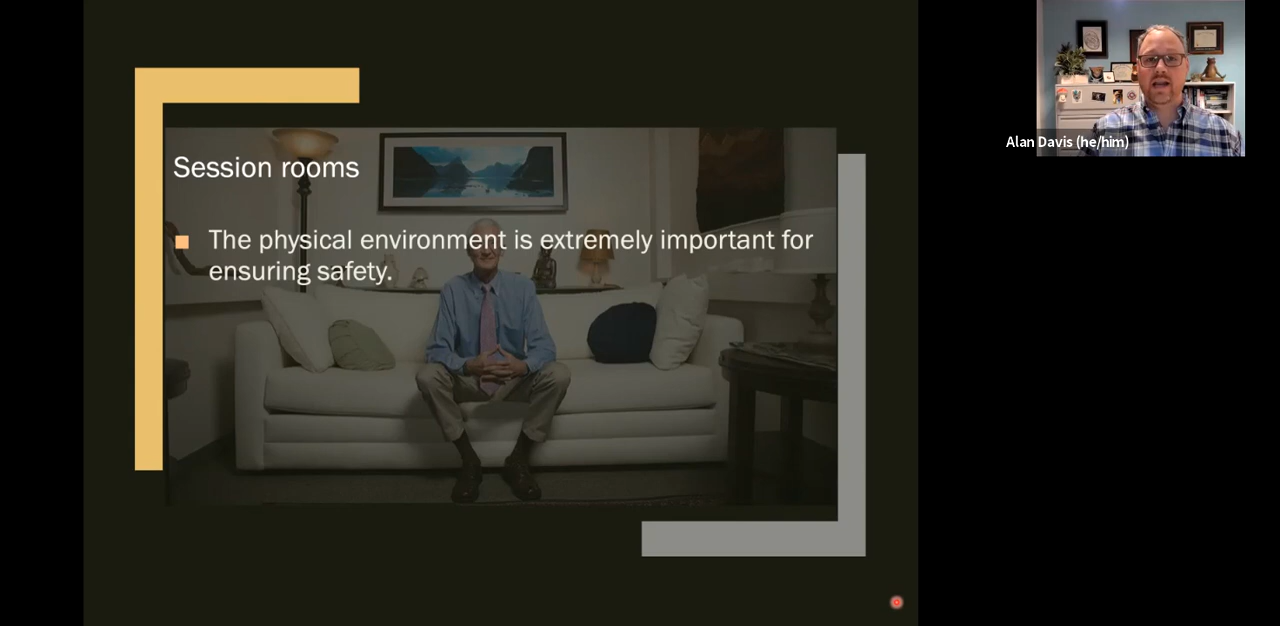 Session rooms
The physical environment is extremely important for
ensuring safety.
Alan Davis (he/him)